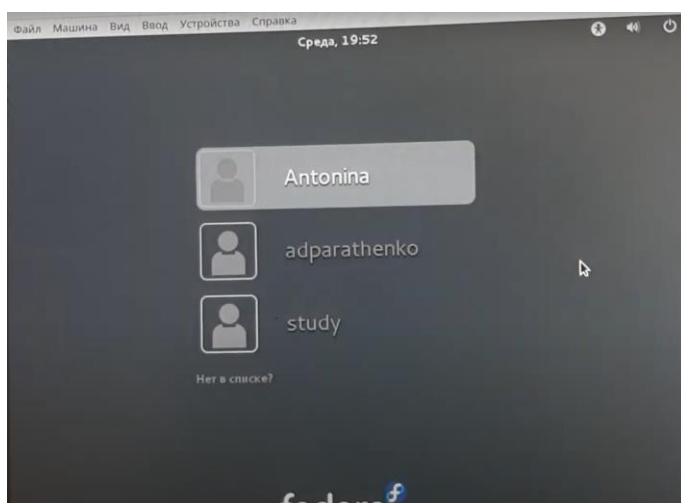 Файл Машина Вид Ввод Устройства Справка
Среда, 19:52
Antonina
adparathenko
study
Нет в списке?
fedora